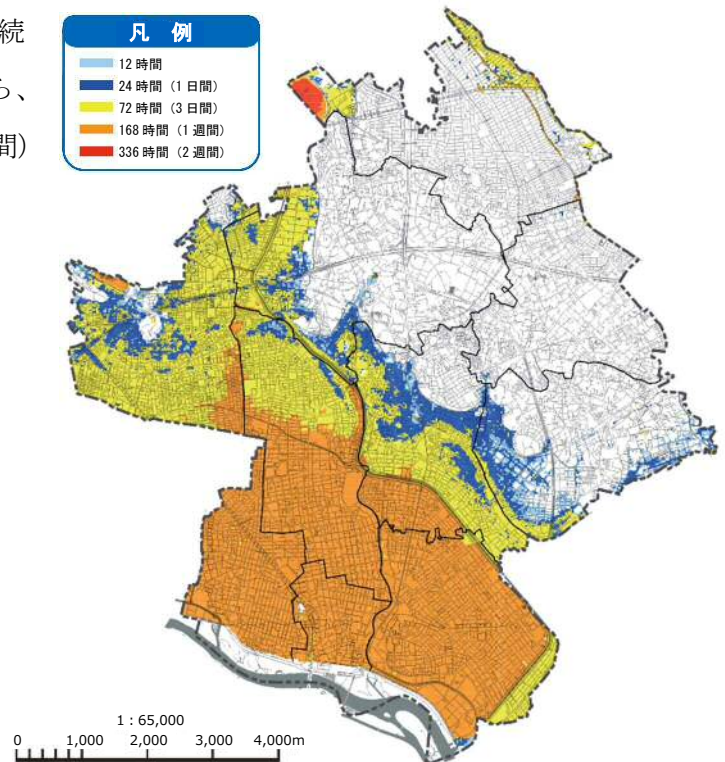 続
ら、
間）
凡 例
12 時間
24 時間（1 日間）
72 時間（3 日間）
168 時間（1 週間）
336 時間（2 週間）
1：65,000
0 1,000 2,000 3,000 4,000m